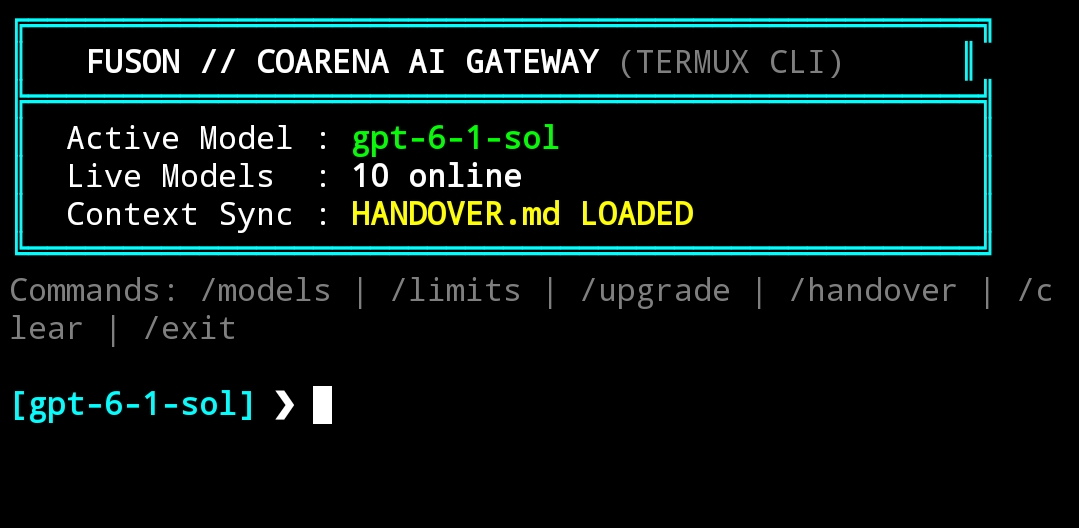 FUSON // COARENA AI GATEWAY (TERMUX CLI)
Active Model : gpt-6-1-sol
Live Models  : 10 online
Context Sync : HANDOVER.md LOADED
Commands: /models | /limits | /upgrade | /handover | /c
lear | /exit
[gpt-6-1-sol] ❯